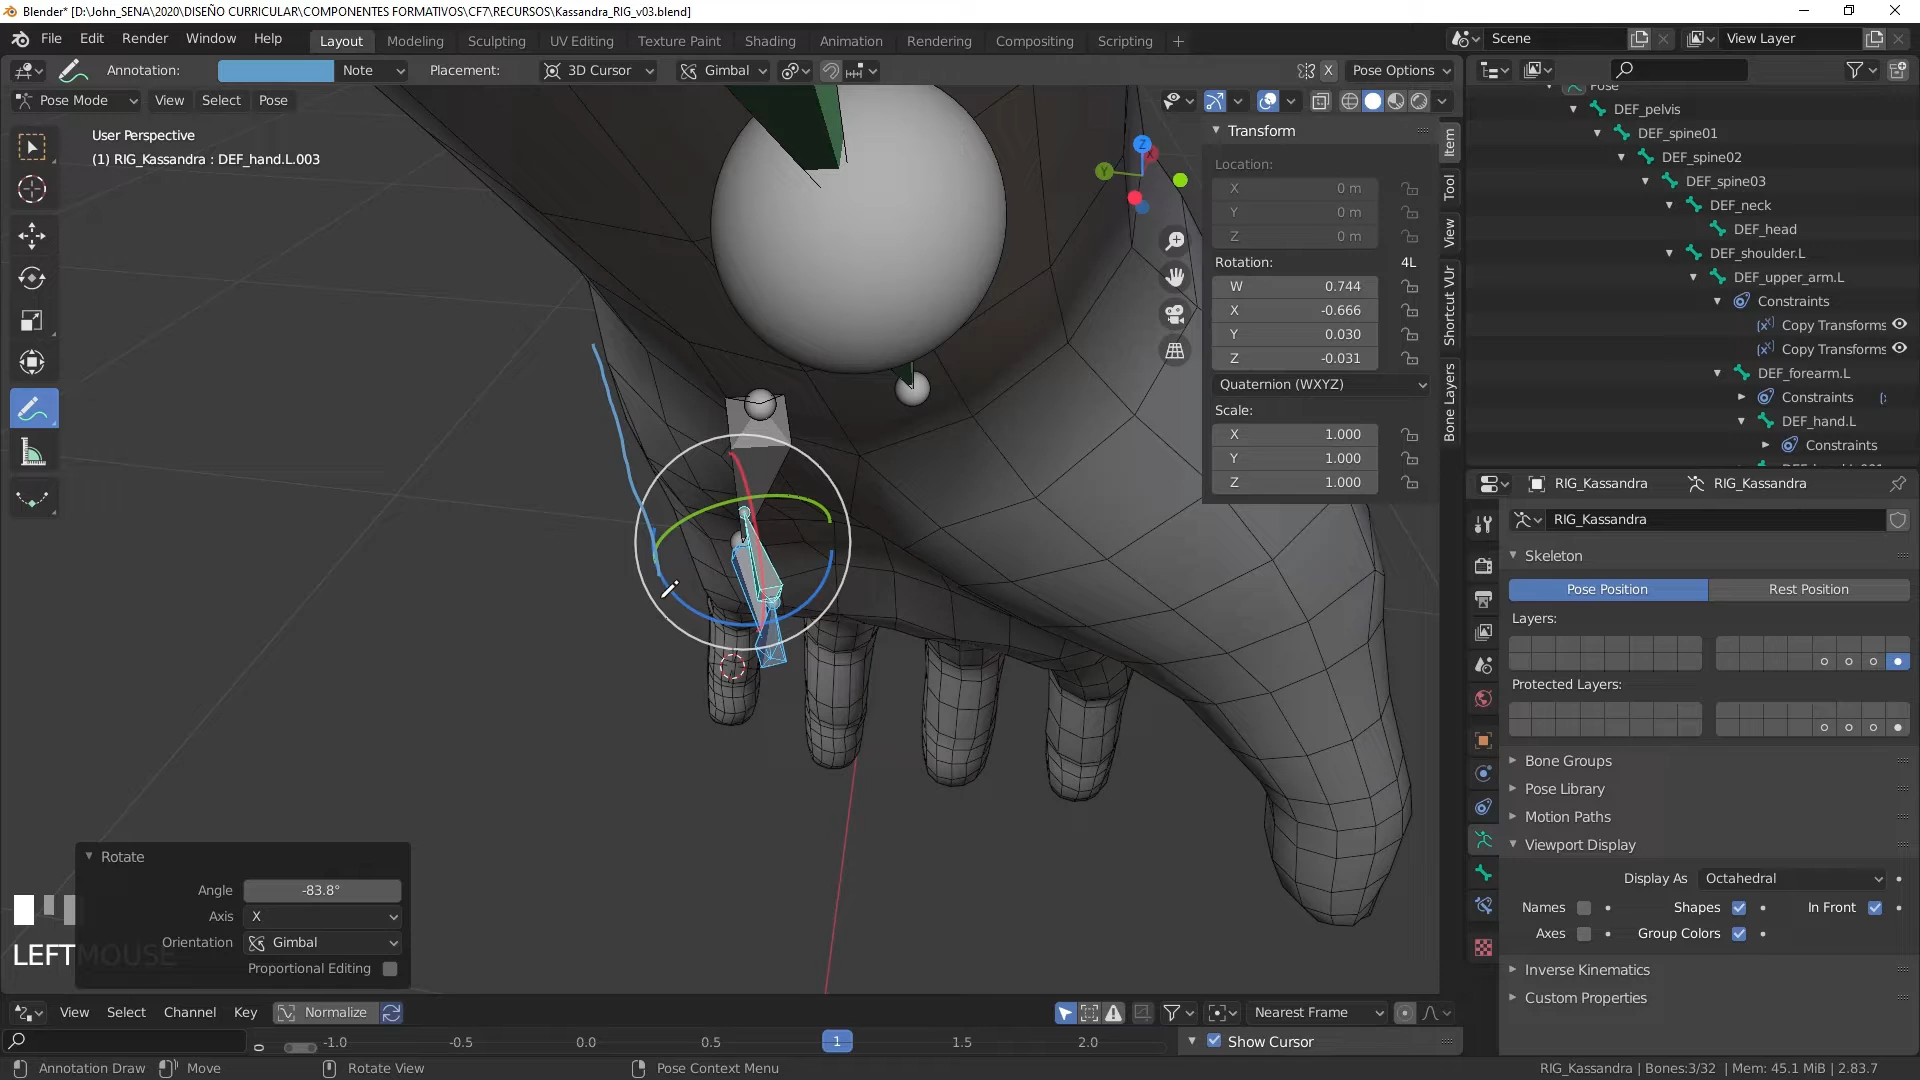 Blender* [D:\John_SENA\2020\DISEÑO CURRICULAR\COMPONENTES FORMATIVOS\CF7\RECURSOS\Kassandra_RIG_v03.blend]
File Edit Render Window Help Layout Modeling Sculpting UV Editing Texture Paint Shading Animation Rendering Compositing Scripting + Scene View Layer
Annotation: Note Placement: 3D Cursor Gimbal X Pose Options
Pose Mode View Select Pose
User Perspective
(1) RIG_Kassandra : DEF_hand.L.003
Transform
Location:
X 0 m
Y 0 m
Z 0 m
Rotation: 4L
W 0.744
X -0.666
Y 0.030
Z -0.031
Quaternion (WXYZ)
Scale:
X 1.000
Y 1.000
Z 1.000
Item
Tool
View
Shortcut VUr
Bone Layers
Z
Y
Pose
DEF_pelvis
DEF_spine01
DEF_spine02
DEF_spine03
DEF_neck
DEF_head
DEF_shoulder.L
DEF_upper_arm.L
Constraints
Copy Transforms
Copy Transforms
DEF_forearm.L
Constraints
DEF_hand.L
Constraints
RIG_Kassandra RIG_Kassandra
RIG_Kassandra
Skeleton
Pose Position Rest Position
Layers:
Protected Layers:
Bone Groups
Pose Library
Motion Paths
Viewport Display
Display As Octahedral
Names Shapes In Front
Axes Group Colors
Inverse Kinematics
Custom Properties
Rotate
Angle -83.8°
Axis X
Orientation Gimbal
Proportional Editing
LEFTMOUSE
View Select Channel Key Normalize Nearest Frame
-1.0 -0.5 0.0 0.5 1 1.5 2.0 Show Cursor
Annotation Draw Move Rotate View Pose Context Menu RIG_Kassandra | Bones:3/32 | Mem: 45.1 MiB | 2.83.7